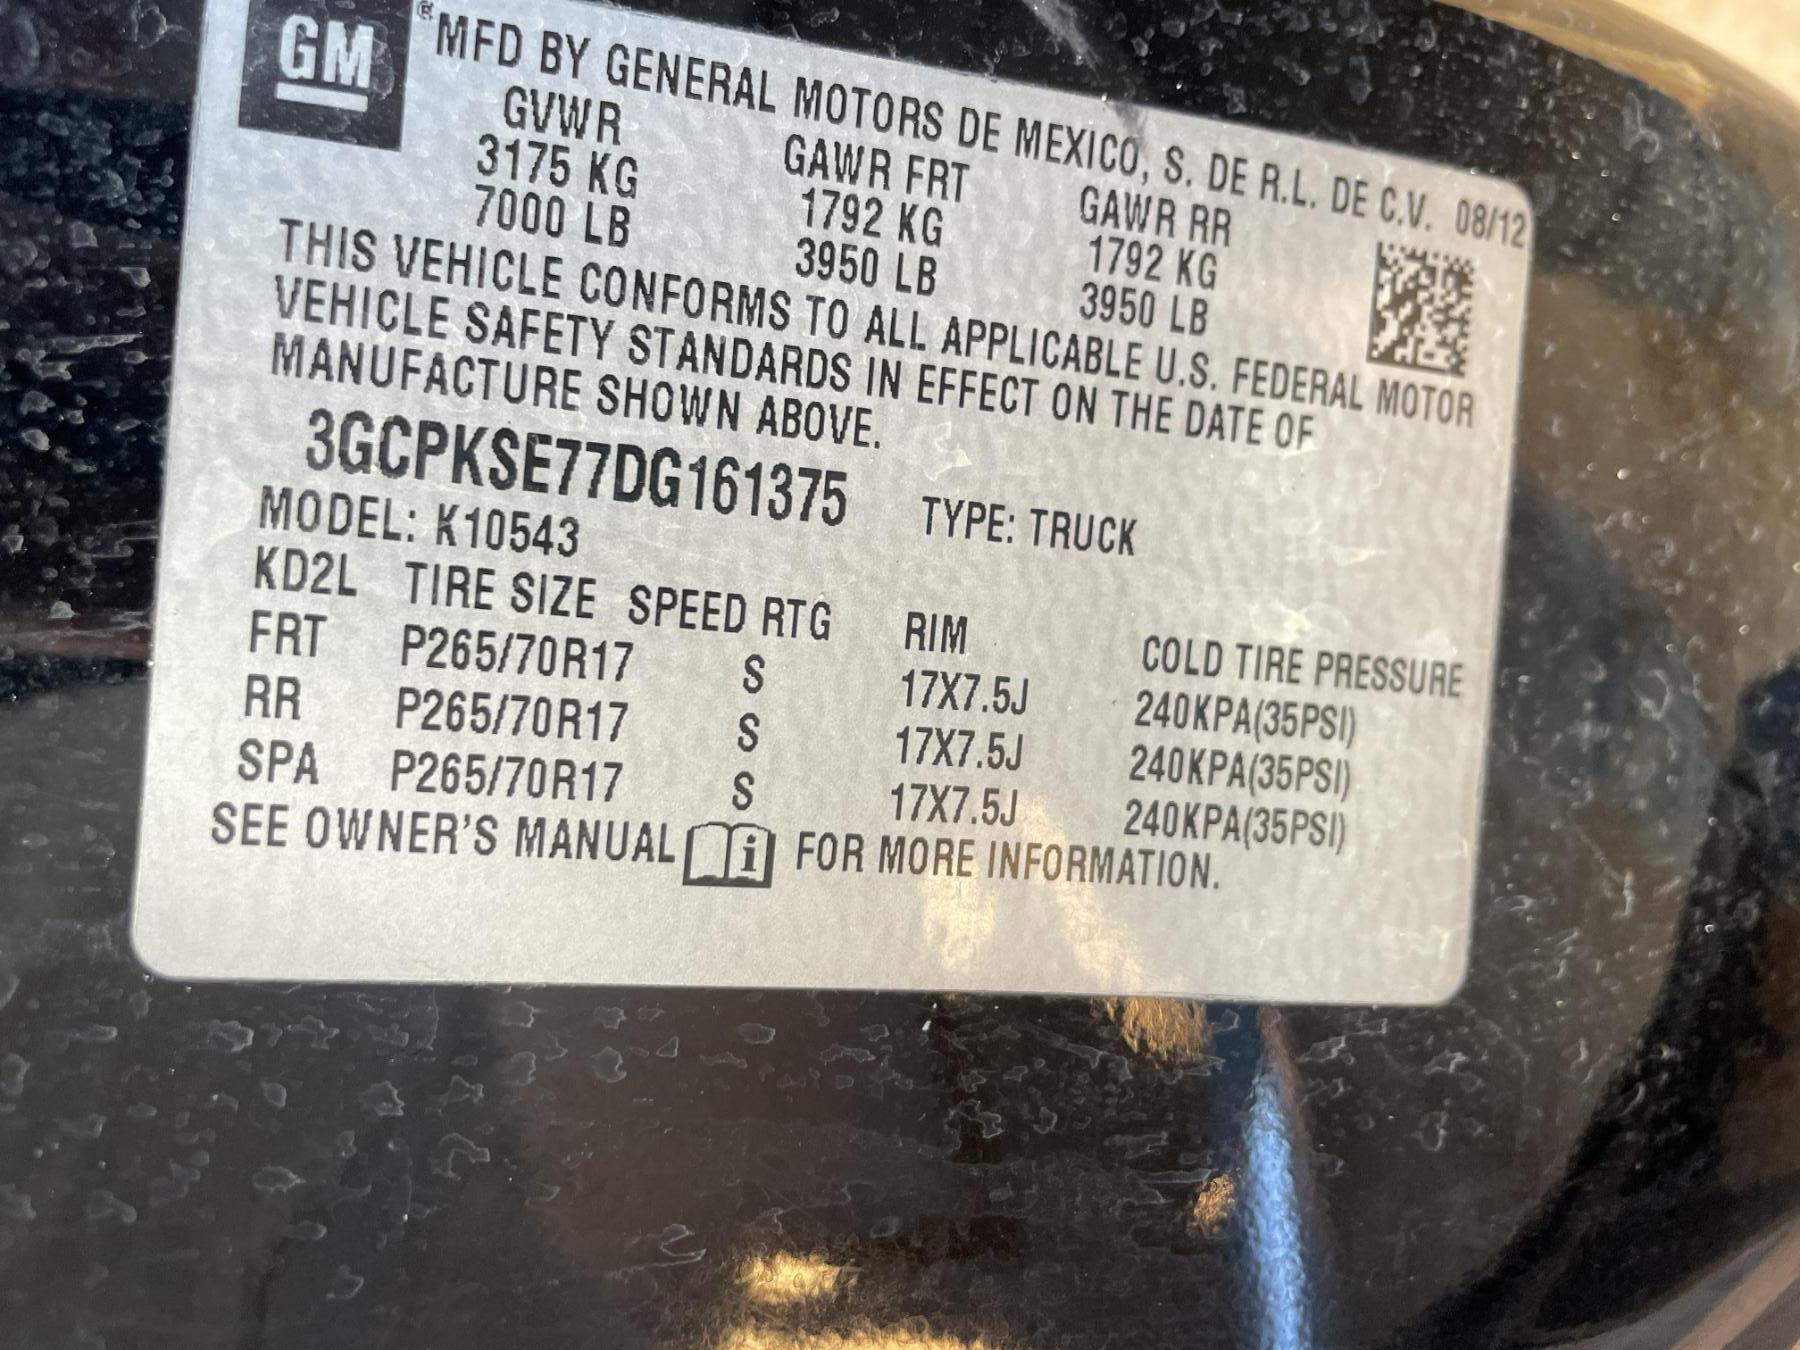 GM ® MFD BY GENERAL MOTORS DE MEXICO, S. DE R.L. DE C.V. 08/12
GVWR GAWR FRT GAWR RR
3175 KG 1792 KG 1792 KG
7000 LB 3950 LB 3950 LB
THIS VEHICLE CONFORMS TO ALL APPLICABLE U.S. FEDERAL MOTOR
VEHICLE SAFETY STANDARDS IN EFFECT ON THE DATE OF
MANUFACTURE SHOWN ABOVE.
3GCPKSE77DG161375 TYPE: TRUCK
MODEL: K10543
KD2L TIRE SIZE SPEED RTG RIM COLD TIRE PRESSURE
FRT P265/70R17 S 17X7.5J 240KPA(35PSI)
RR P265/70R17 S 17X7.5J 240KPA(35PSI)
SPA P265/70R17 S 17X7.5J 240KPA(35PSI)
SEE OWNER'S MANUAL i FOR MORE INFORMATION.